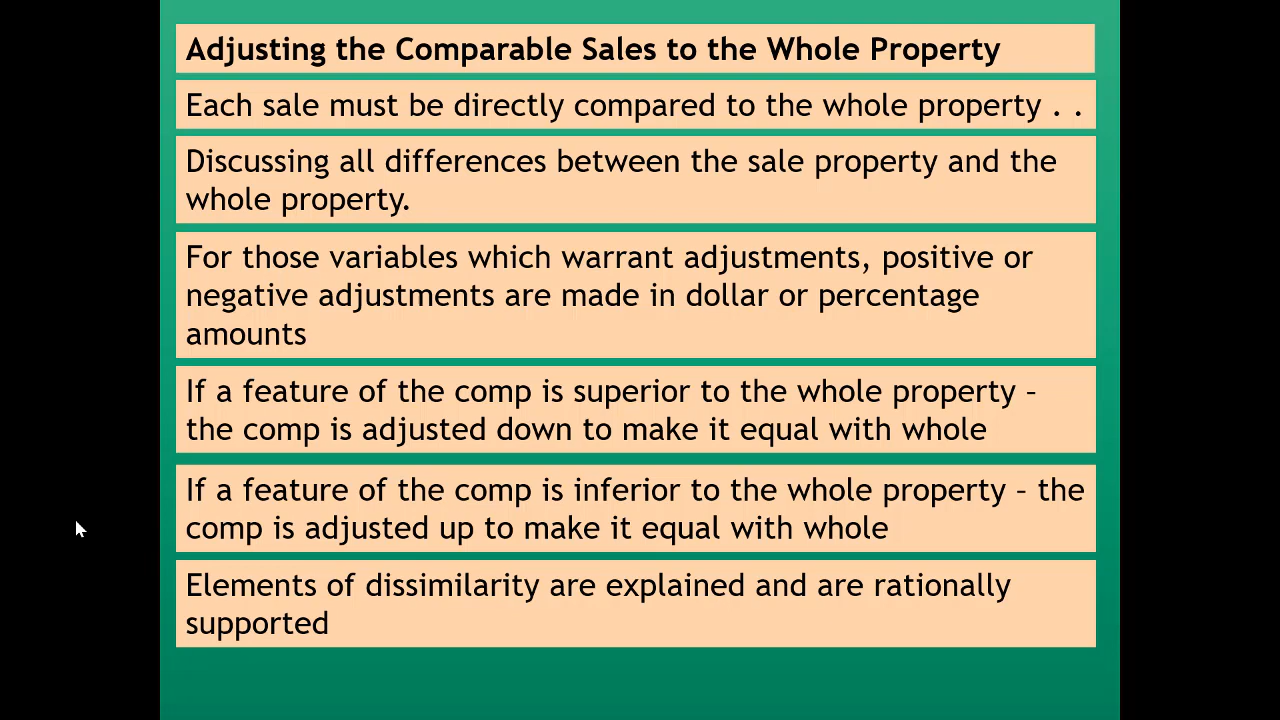 Adjusting the Comparable Sales to the Whole Property
Each sale must be directly compared to the whole property . .
Discussing all differences between the sale property and the
whole property.
For those variables which warrant adjustments, positive or
negative adjustments are made in dollar or percentage
amounts
If a feature of the comp is superior to the whole property –
the comp is adjusted down to make it equal with whole
If a feature of the comp is inferior to the whole property – the
comp is adjusted up to make it equal with whole
Elements of dissimilarity are explained and are rationally
supported